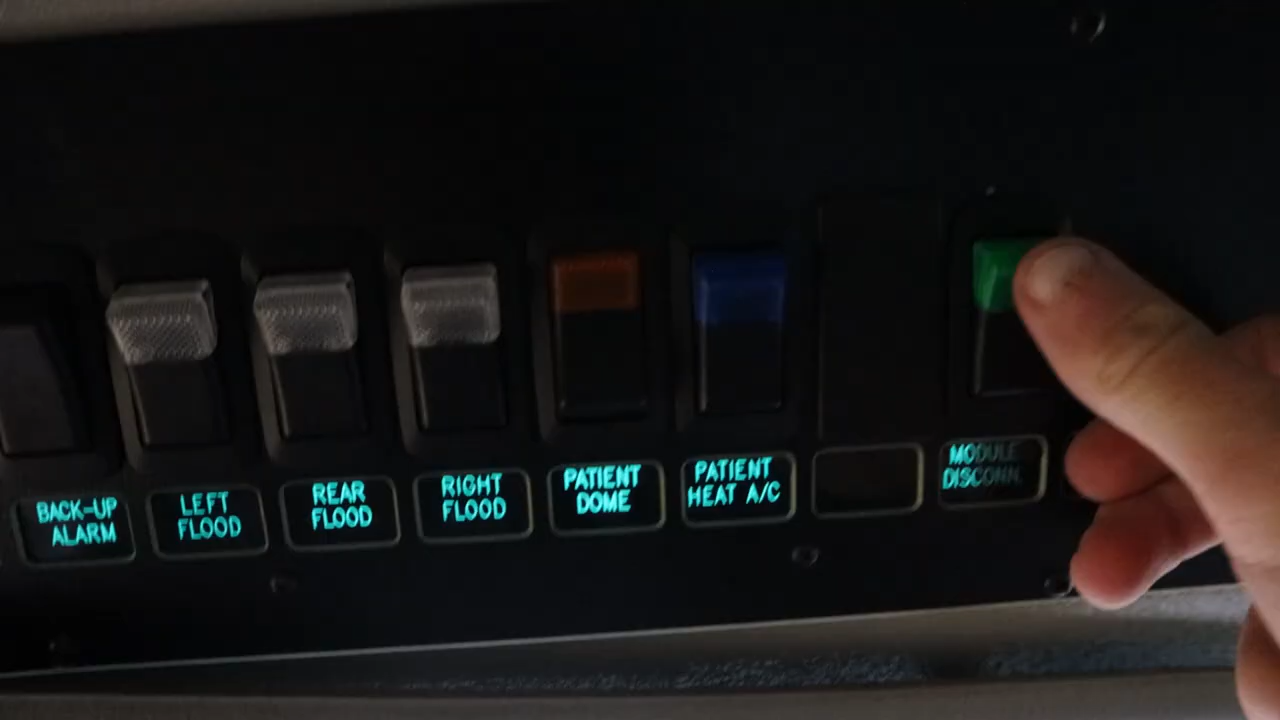 BACK-UP
ALARM
LEFT
FLOOD
REAR
FLOOD
RIGHT
FLOOD
PATIENT
DOME
PATIENT
HEAT A/C
MODULE
DISCONN.